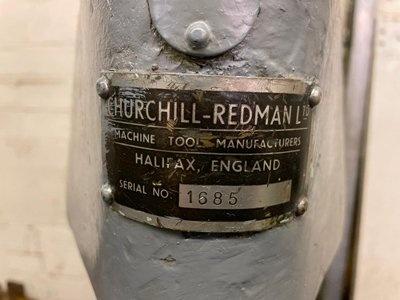 CHURCHILL-REDMAN LTD
MACHINE TOOL MANUFACTURERS
HALIFAX, ENGLAND
SERIAL NO. 1685